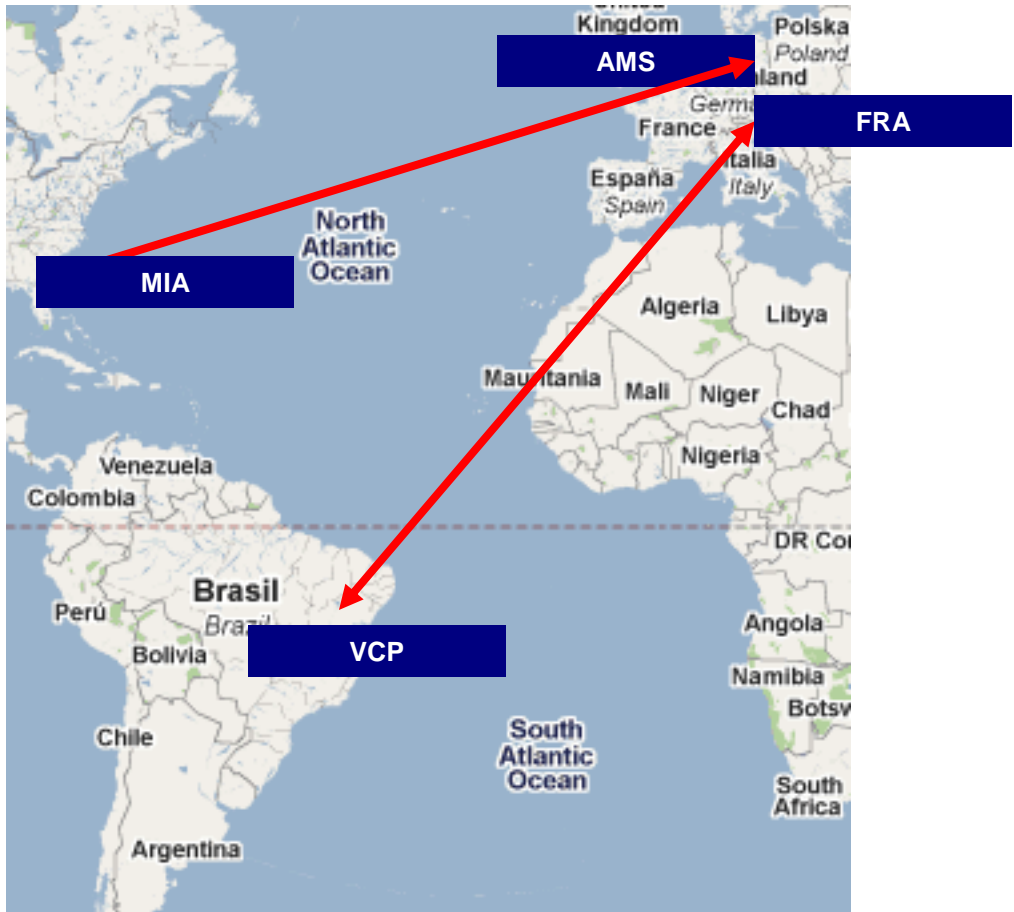 Kingdom
Polska
Poland
AMS
land
Germa
FRA
France
Italia
Italy
España
Spain
North
Atlantic
Ocean
MIA
Algeria
Libya
Mauritania
Mali
Niger
Chad
Nigeria
Venezuela
Colombia
DR Co
Brasil
Brazil
Perú
Angola
VCP
Bolivia
Namibia
Botsw
Chile
South
Atlantic
Ocean
South
Africa
Argentina